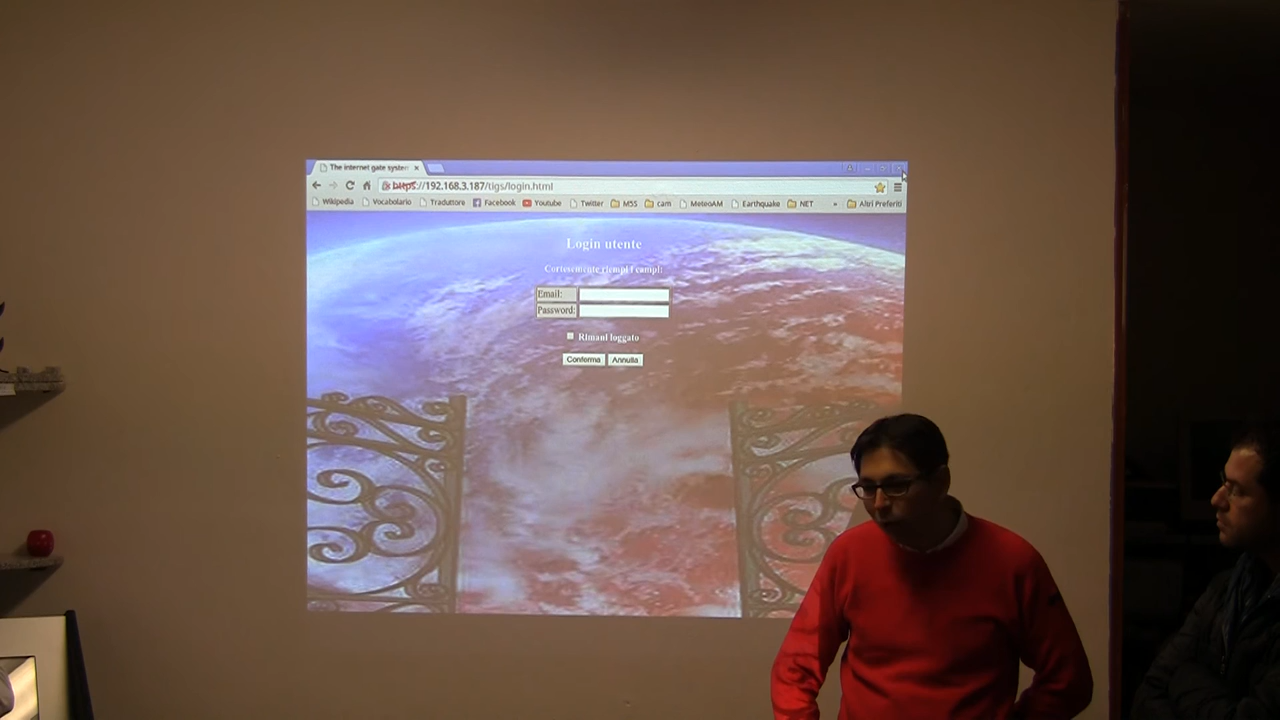 The internet gate system
https://192.168.3.187/tigs/login.html
Wikipedia Vocabolario Traduttore Facebook Youtube Twitter M5S cam MeteoAM Earthquake NET » Altri Preferiti
Login utente
Cortesemente riempi i campi:
Email:
Password:
Rimani loggato
Conferma Annulla